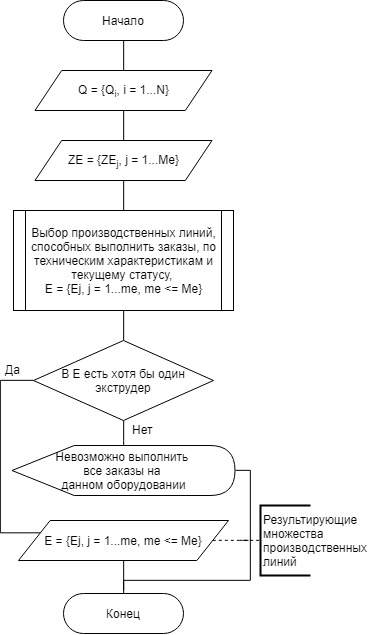 Начало
Q = {Qi, i = 1...N}
ZE = {ZEj, j = 1...Me}
Выбор производственных линий,
способных выполнить заказы, по
техническим характеристикам и
текущему статусу,
E = {Ej, j = 1...me, me <= Me}
В E есть хотя бы один
экструдер
Да
Нет
Невозможно выполнить
все заказы на
данном оборудовании
E = {Ej, j = 1...me, me <= Me}
Результирующие
множества
производственных
линий
Конец